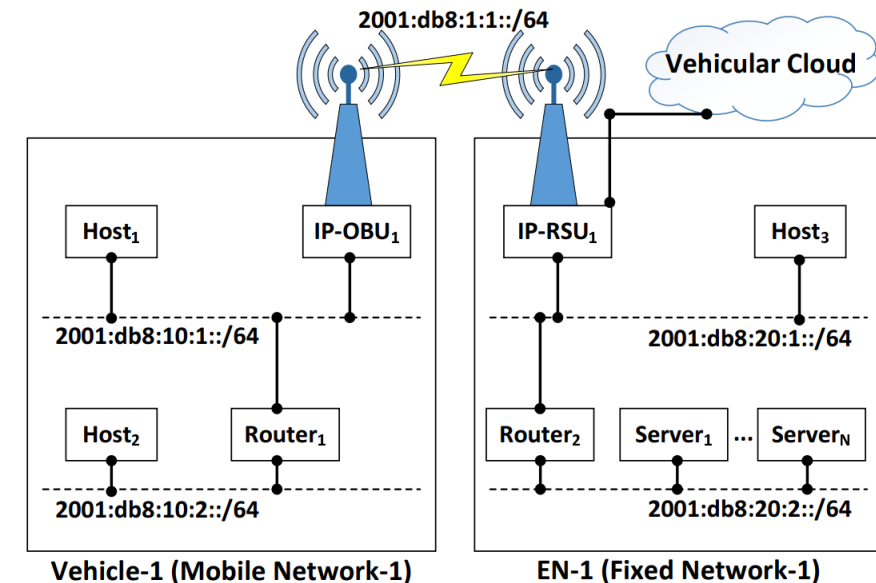 2001:db8:1:1::/64
Vehicular Cloud
Host₁
IP-OBU₁
IP-RSU₁
Host₃
2001:db8:10:1::/64
2001:db8:20:1::/64
Host₂
Router₁
Router₂
Server₁
...
Server_N
2001:db8:10:2::/64
2001:db8:20:2::/64
Vehicle-1 (Mobile Network-1)
EN-1 (Fixed Network-1)